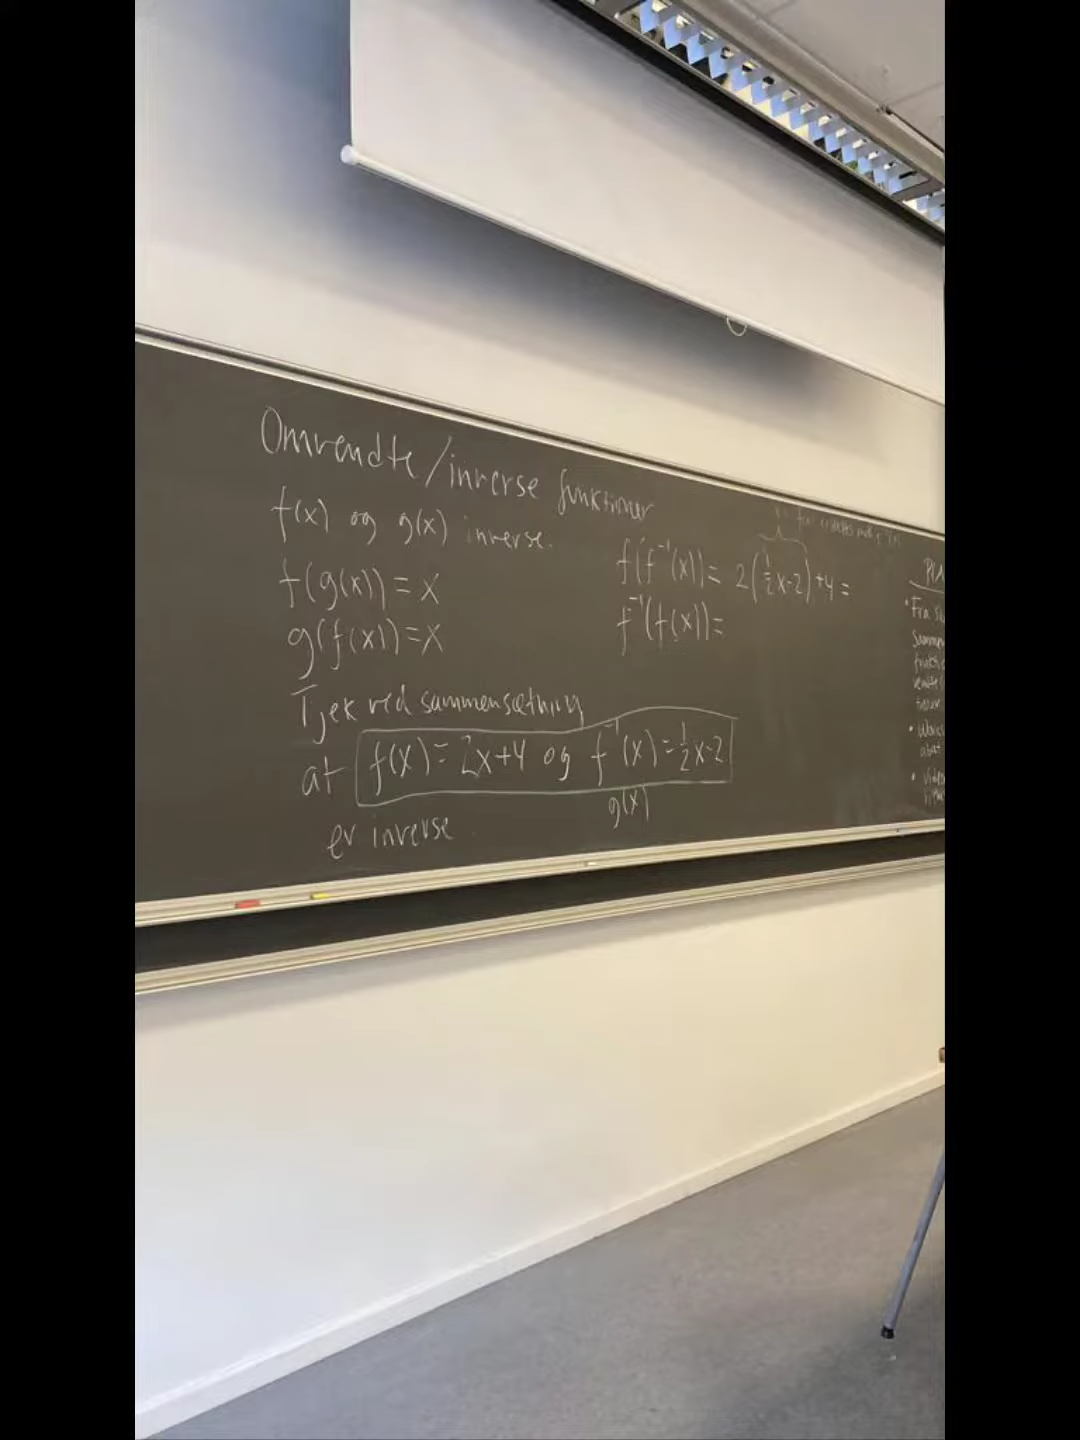 Omvendte/inverse funktioner
f(x) og g(x) inverse.
f(g(x)) = x
g(f(x)) = x
Tjek ved sammensætning
at f(x) = 2x+4 og f⁻¹(x) = ½x-2
g(x)
er inverse
f(f⁻¹(x)) = 2(½x-2)+4 =
f⁻¹(f(x)) =
• Fra
•
•